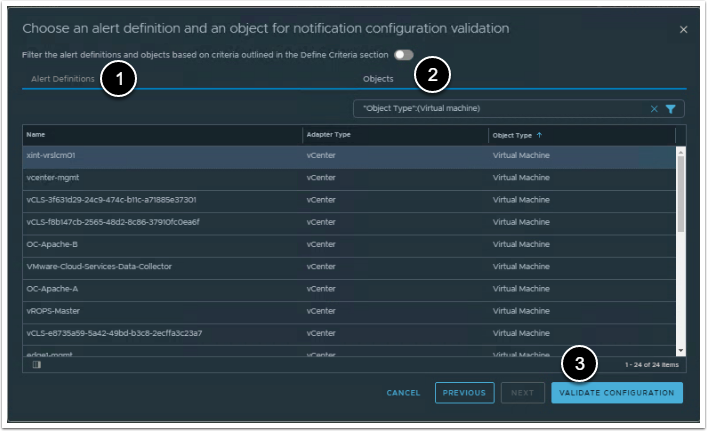 Choose an alert definition and an object for notification configuration validation
Filter the alert definitions and objects based on criteria outlined in the Define Criteria section
Alert Definitions 1 Objects 2
"Object Type":(Virtual machine)
Name Adapter Type Object Type
xint-vrslcm01 vCenter Virtual Machine
vcenter-mgmt vCenter Virtual Machine
vCLS-3f631d29-24c9-474c-b11c-a71885e37301 vCenter Virtual Machine
vCLS-f8b147cb-2565-48d2-8c86-37910fc0ea6f vCenter Virtual Machine
OC-Apache-B vCenter Virtual Machine
VMware-Cloud-Services-Data-Collector vCenter Virtual Machine
OC-Apache-A vCenter Virtual Machine
vROPS-Master vCenter Virtual Machine
vCLS-e8735a59-5a42-49bd-b3c8-2ecffa3c23a7 vCenter Virtual Machine
edge1-mgmt vCenter Virtual Machine
3
1 - 24 of 24 items
CANCEL PREVIOUS NEXT VALIDATE CONFIGURATION